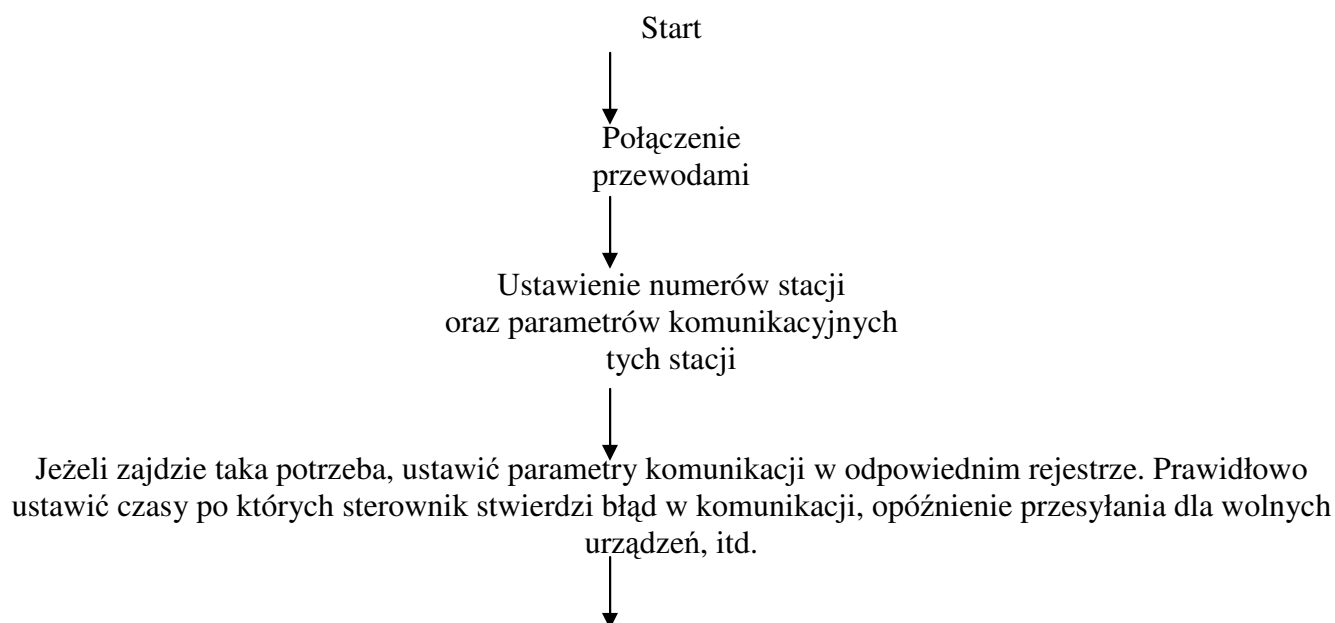 Start
Połączenie
przewodami
Ustawienie numerów stacji
oraz parametrów komunikacyjnych
tych stacji
Jeżeli zajdzie taka potrzeba, ustawić parametry komunikacji w odpowiednim rejestrze. Prawidłowo
ustawić czasy po których sterownik stwierdzi błąd w komunikacji, opóźnienie przesyłania dla wolnych
urządzeń, itd.